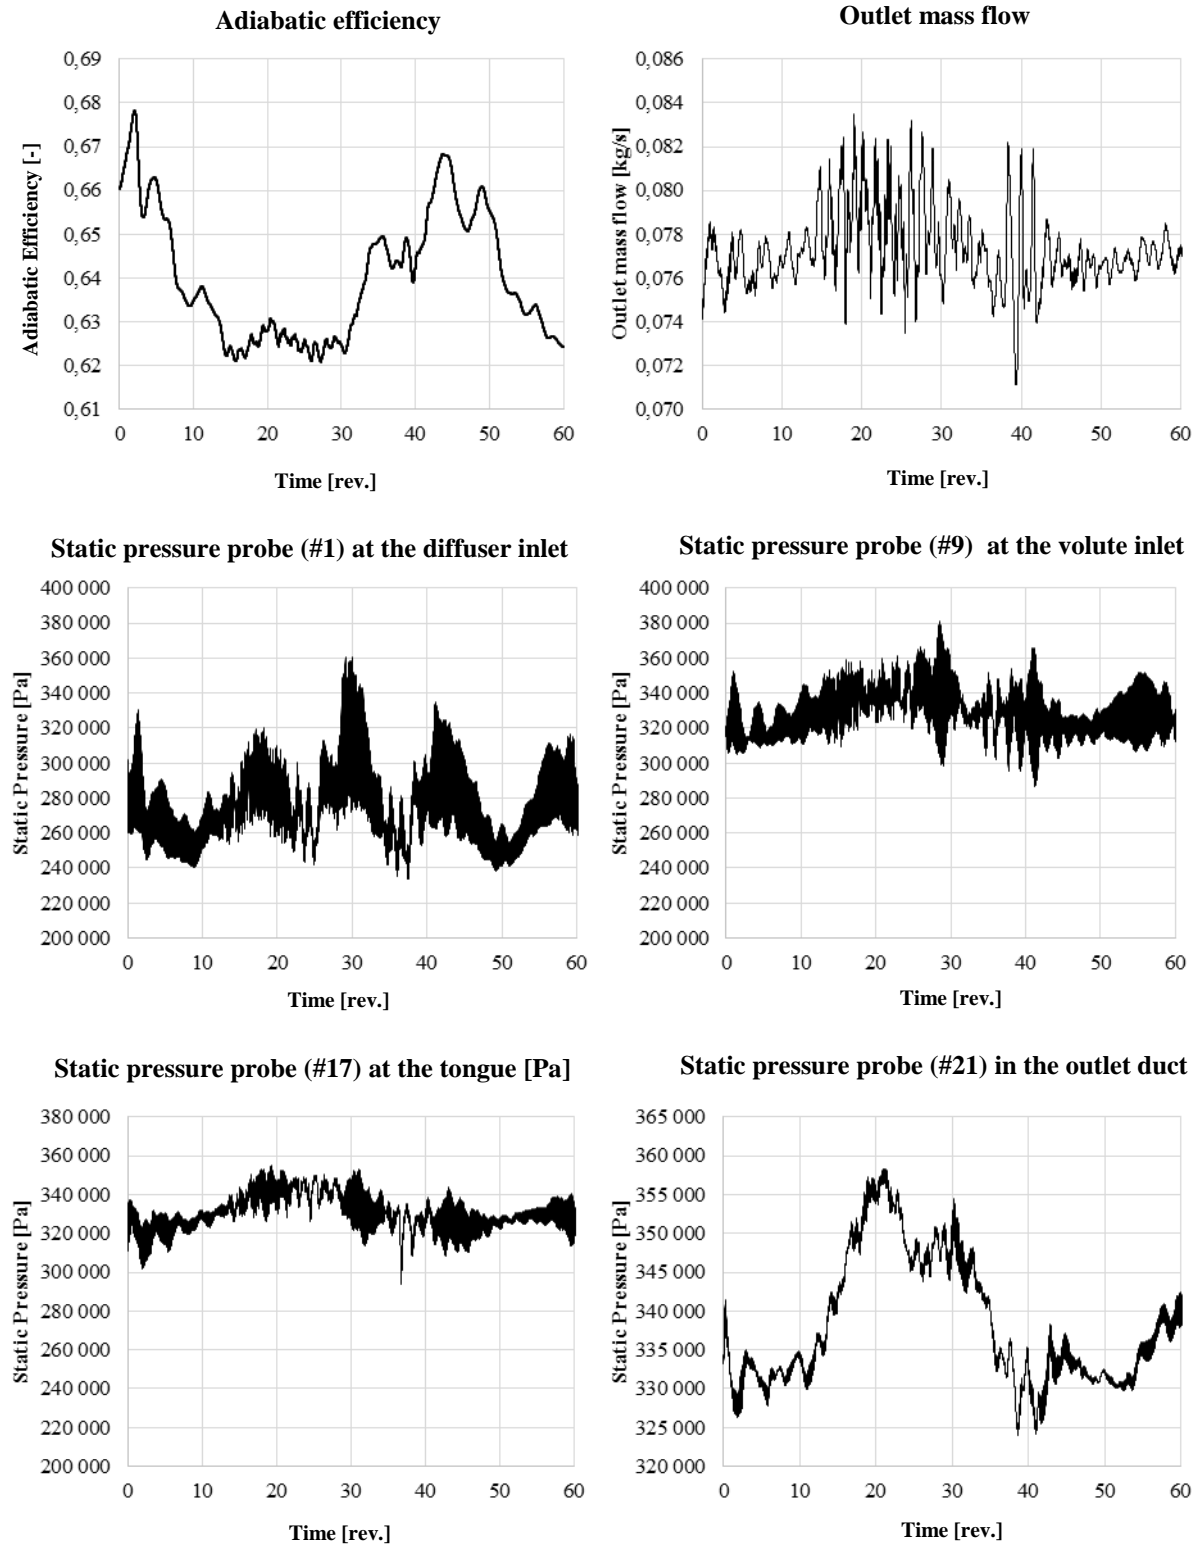 Adiabatic efficiency
Adiabatic Efficiency [-]
0,69
0,68
0,67
0,66
0,65
0,64
0,63
0,62
0,61
0 10 20 30 40 50 60
Time [rev.]
Outlet mass flow
Outlet mass flow [kg/s]
0,086
0,084
0,082
0,080
0,078
0,076
0,074
0,072
0,070
0 10 20 30 40 50 60
Time [rev.]
Static pressure probe (#1) at the diffuser inlet
Static Pressure [Pa]
400 000
380 000
360 000
340 000
320 000
300 000
280 000
260 000
240 000
220 000
200 000
0 10 20 30 40 50 60
Time [rev.]
Static pressure probe (#9) at the volute inlet
Static Pressure [Pa]
400 000
380 000
360 000
340 000
320 000
300 000
280 000
260 000
240 000
220 000
200 000
0 10 20 30 40 50 60
Time [rev.]
Static pressure probe (#17) at the tongue [Pa]
Static Pressure [Pa]
380 000
360 000
340 000
320 000
300 000
280 000
260 000
240 000
220 000
200 000
0 10 20 30 40 50 60
Time [rev.]
Static pressure probe (#21) in the outlet duct
Static Pressure [Pa]
365 000
360 000
355 000
350 000
345 000
340 000
335 000
330 000
325 000
320 000
0 10 20 30 40 50 60
Time [rev.]